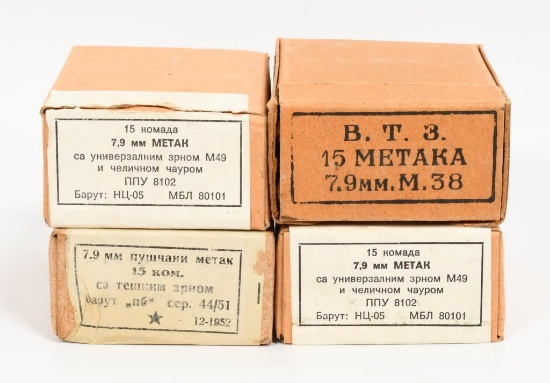 15 комада
7,9 мм МЕТАК
са универзалним зрном М49
и челичном чауром
ППУ 8102
Барут: НЦ-05 МБЛ 80101
В. Т. З.
15 МЕТАКА
7.9мм. М.38
7.9 мм пушчани метак
15 ком.
са тешким зрном
барут „пб“ сер. 44/51
12-1952
15 комада
7,9 мм МЕТАК
са универзалним зрном М49
и челичном чауром
ППУ 8102
Барут: НЦ-05 МБЛ 80101